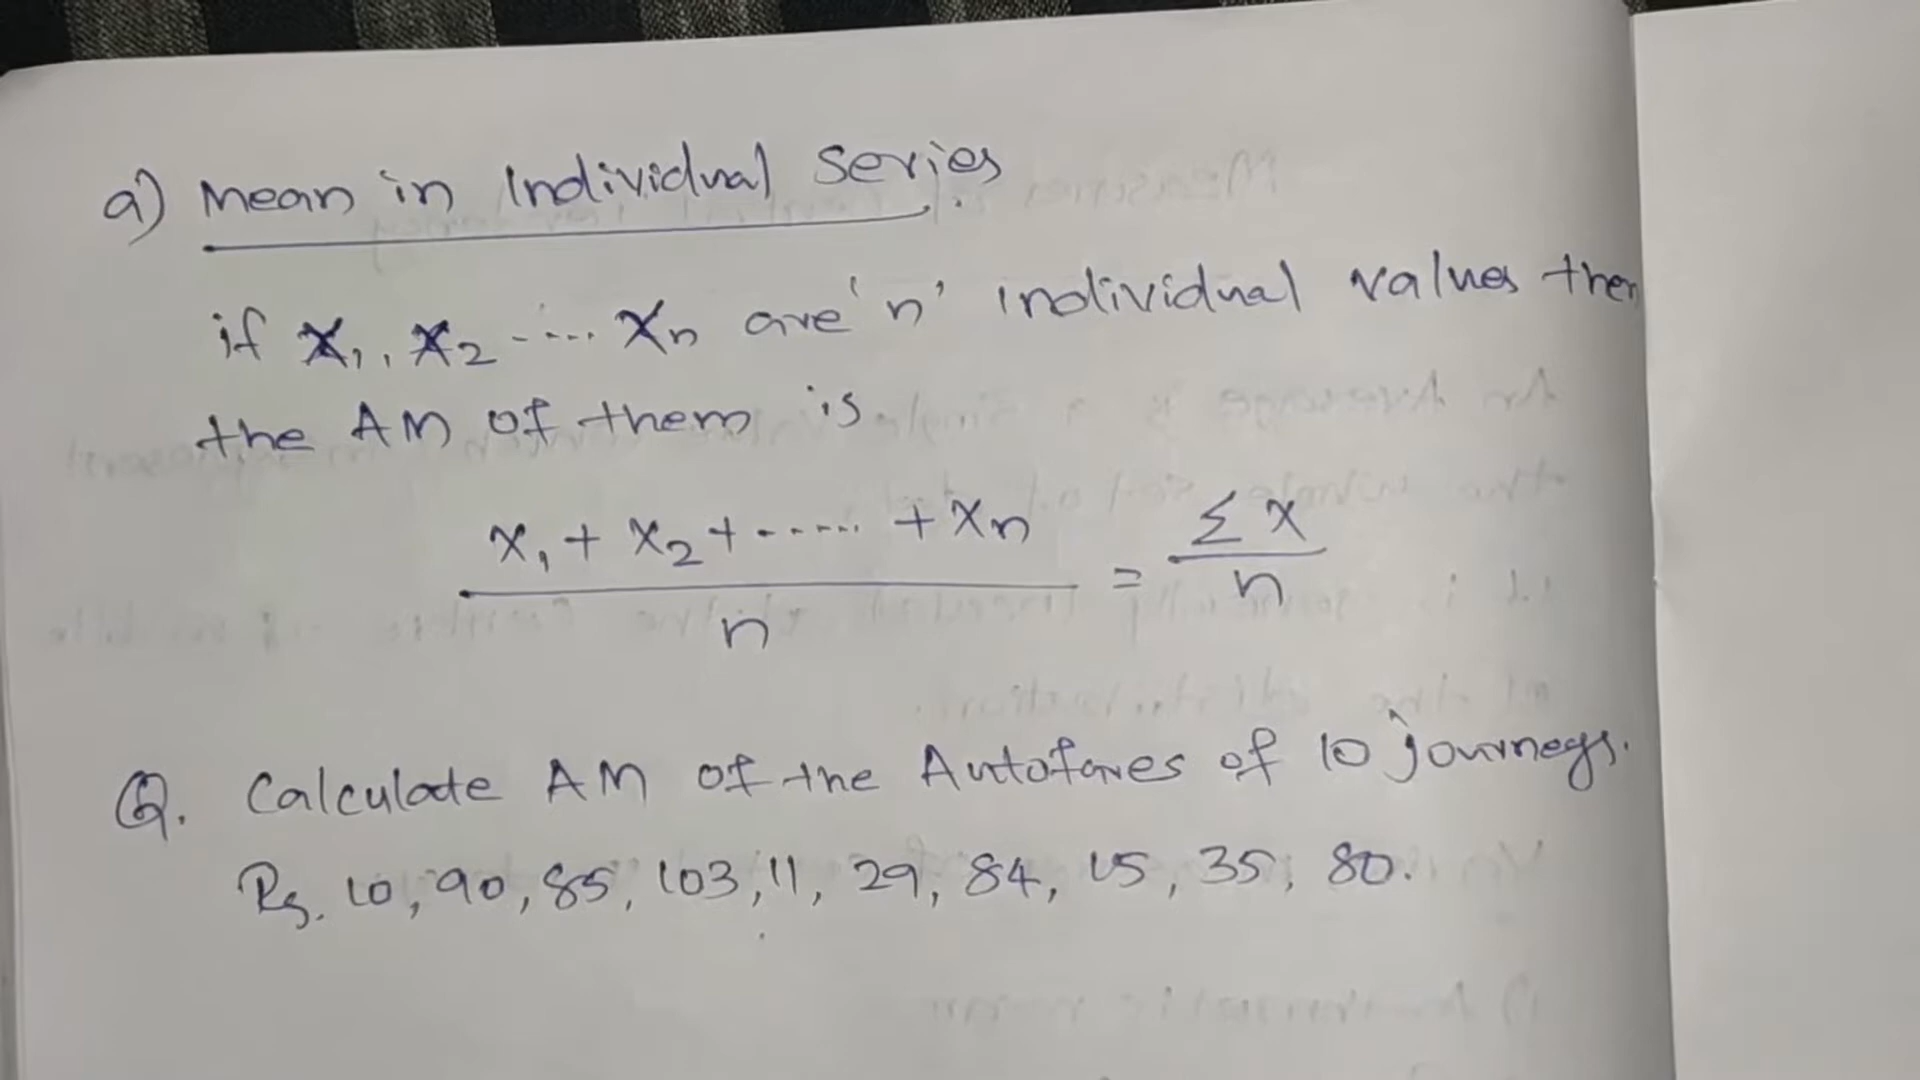 a) Mean in Individual series.
if X₁, X₂ ------ Xn are 'n' individual values then
the AM of them is
X₁ + X₂ + ------ + Xn / n = Σ X / n
Q. Calculate AM of the Autofares of 10 journeys.
Rs. 10, 90, 85, 103, 11, 29, 84, 15, 35, 80.